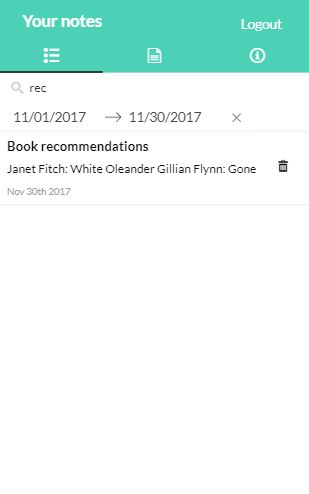 Your notes
Logout
rec
11/01/2017 → 11/30/2017 ×
Book recommendations
Janet Fitch: White Oleander Gillian Flynn: Gone
Nov 30th 2017